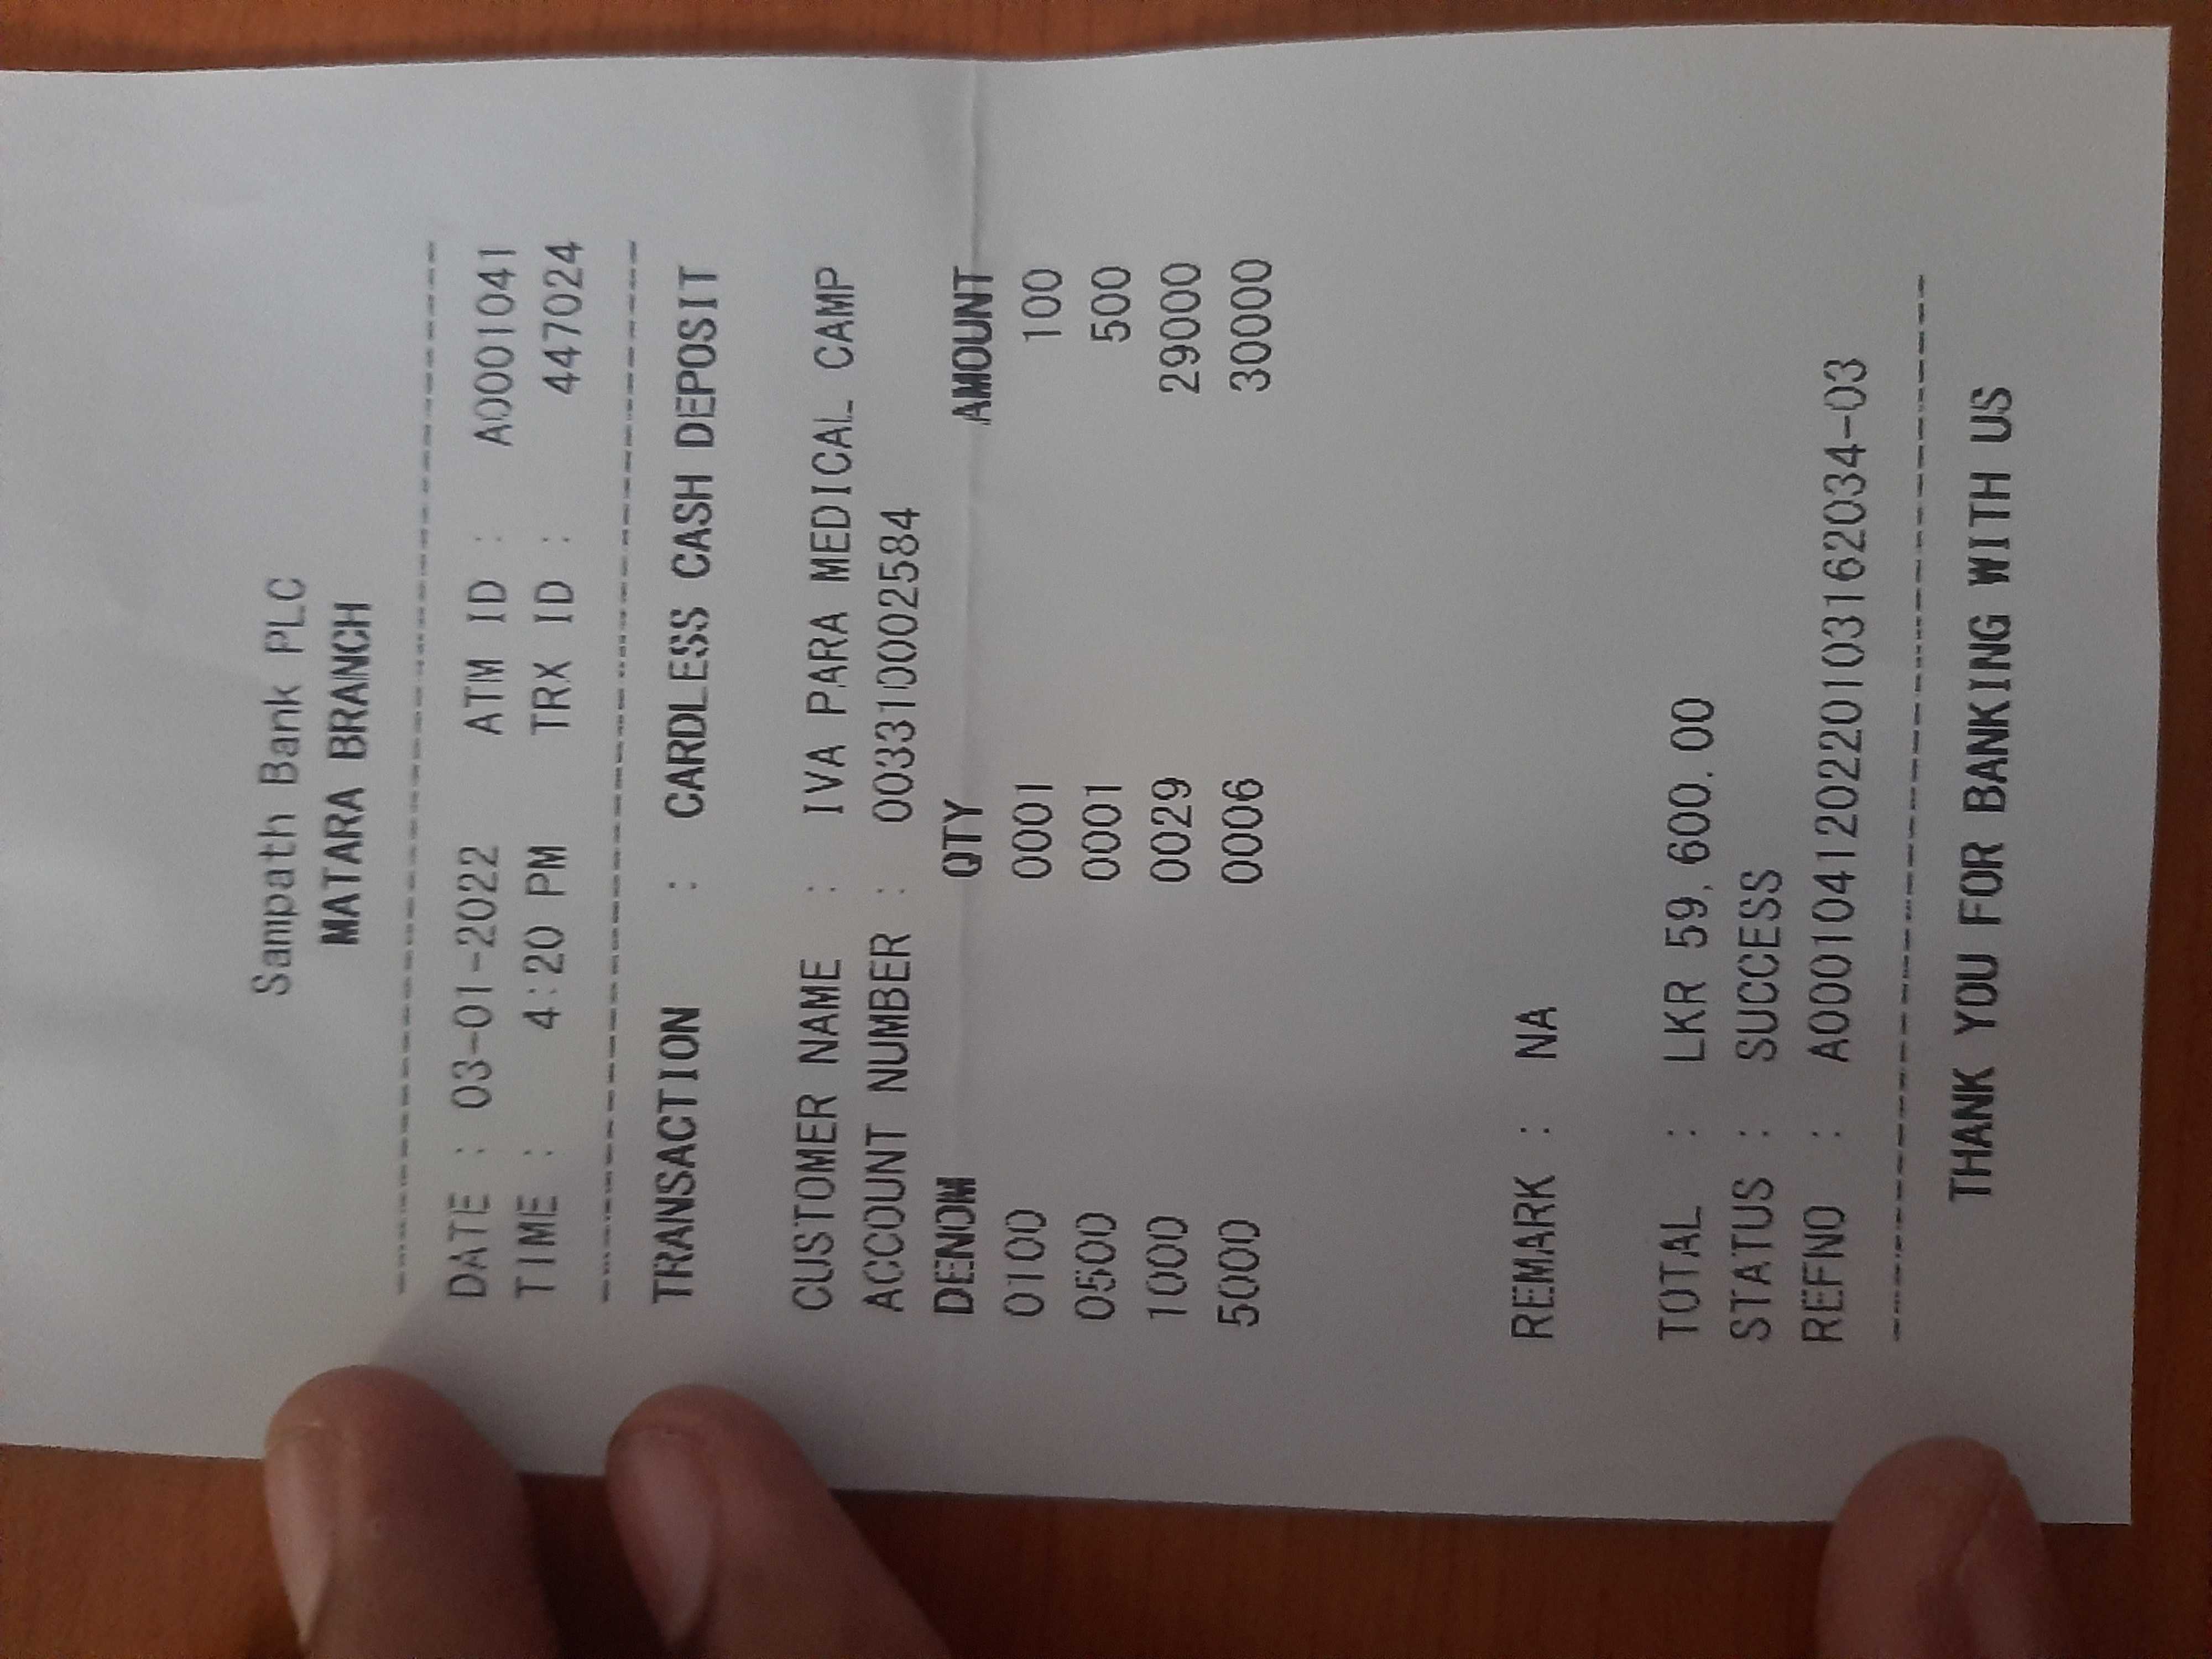 Sampath Bank PLC
MATARA BRANCH
DATE : 03-01-2022 ATM ID : A0001041
TIME : 4:20 PM TRX ID : 447024
TRANSACTION : CARDLESS CASH DEPOSIT
CUSTOMER NAME : IVA PARA MEDICAL CAMP
ACCOUNT NUMBER : 003310002584
DENOM QTY AMOUNT
0100 0001 100
0500 0001 500
1000 0029 29000
5000 0006 30000
REMARK : NA
TOTAL : LKR 59,600.00
STATUS : SUCCESS
REFNO : A000104120220103162034-03
THANK YOU FOR BANKING WITH US